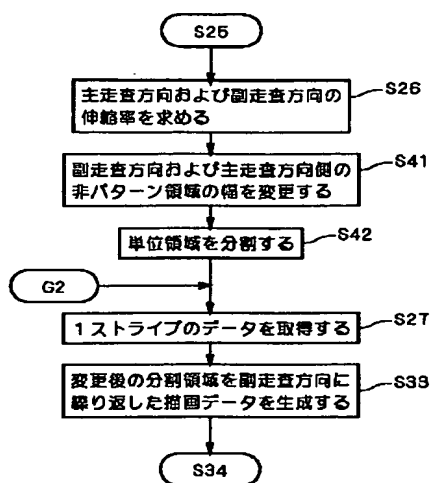 S25
主走査方向および副走査方向の
伸縮率を求める
S26
副走査方向および主走査方向側の
非パターン領域の幅を変更する
S41
単位領域を分割する
S42
G2
1ストライプのデータを取得する
S27
変更後の分割領域を副走査方向に
繰り返した描画データを生成する
S33
S34